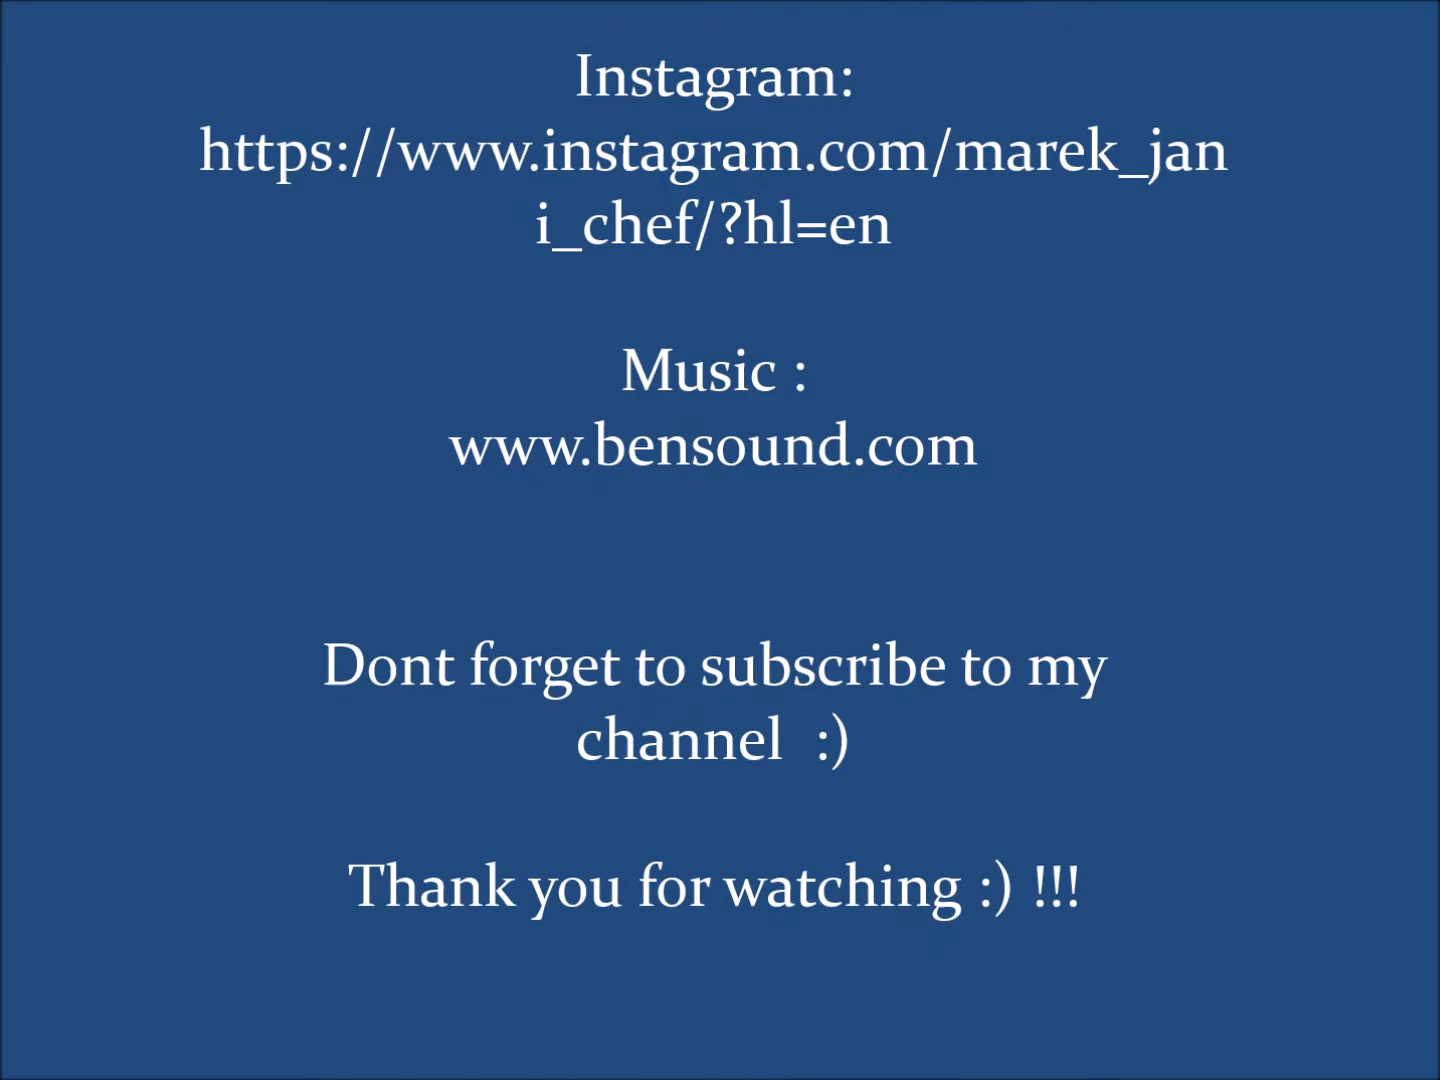 Instagram:
https://www.instagram.com/marek_jan
i_chef/?hl=en
Music :
www.bensound.com
Dont forget to subscribe to my
channel  :)
Thank you for watching :) !!!